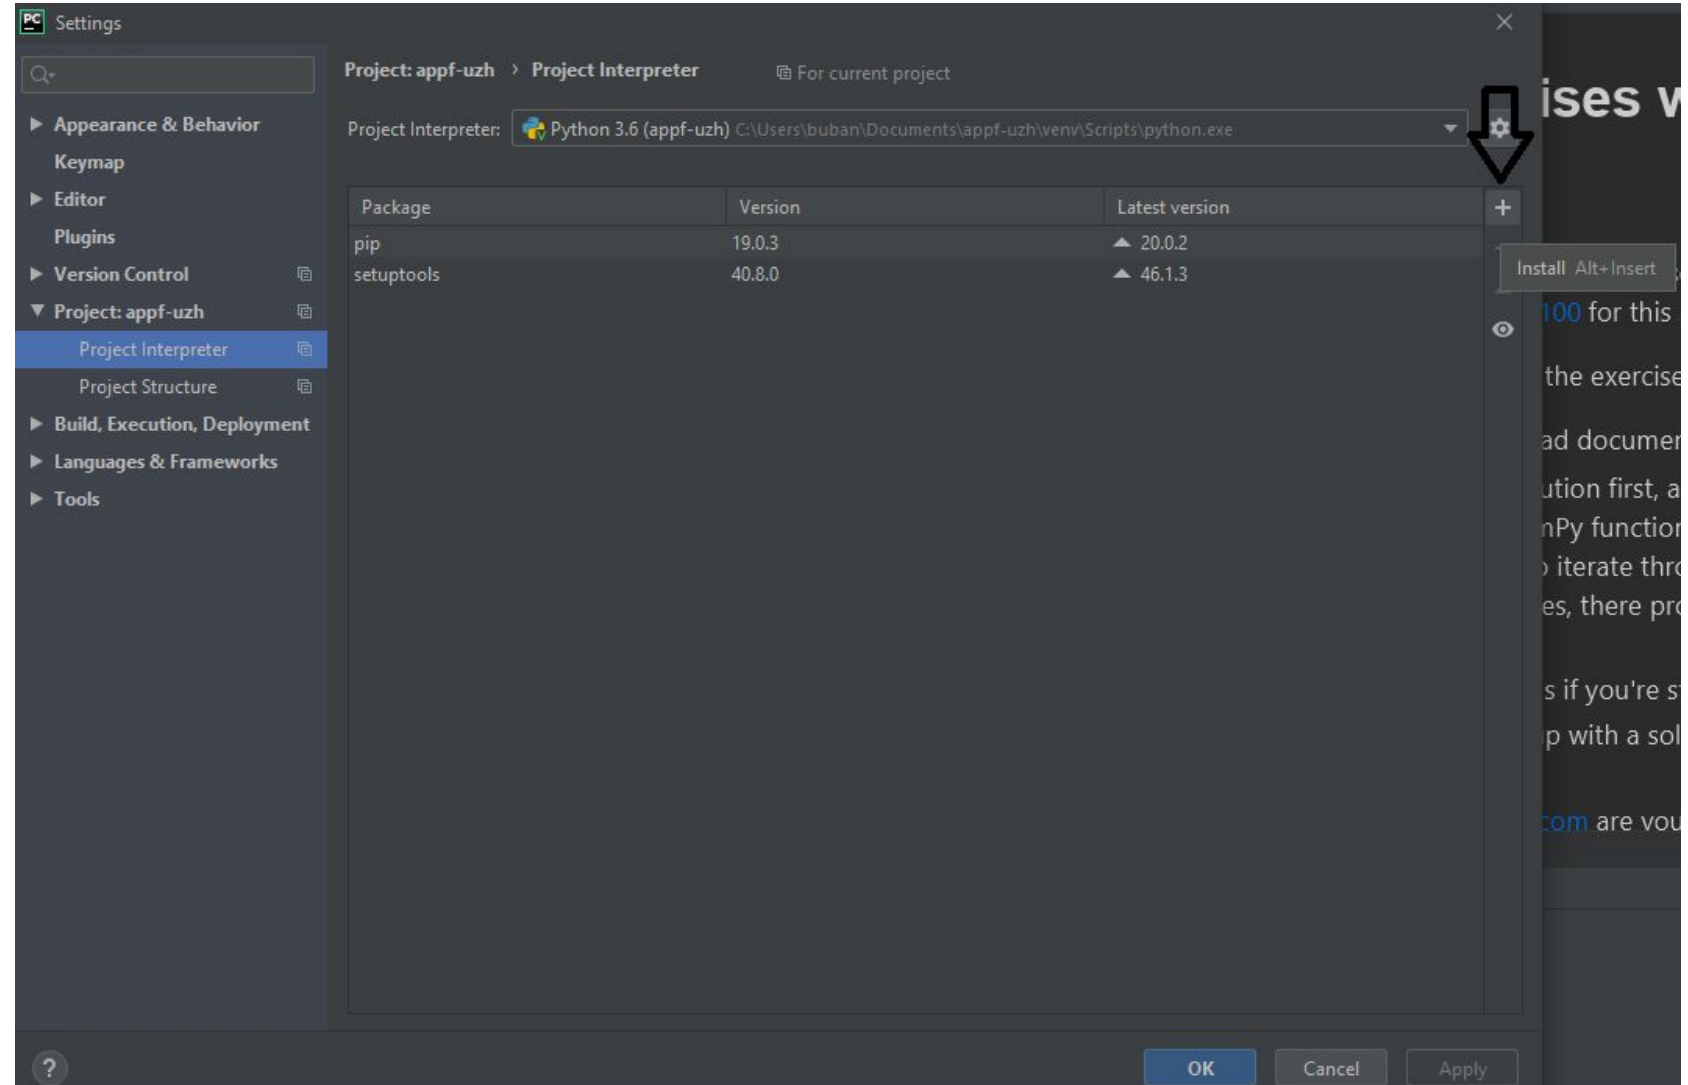 PC Settings
Project: appf-uzh › Project Interpreter For current project
Appearance & Behavior
Keymap
Editor
Plugins
Version Control
Project: appf-uzh
Project Interpreter
Project Structure
Build, Execution, Deployment
Languages & Frameworks
Tools
Project Interpreter: Python 3.6 (appf-uzh) C:\Users\buban\Documents\appf-uzh\venv\Scripts\python.exe
Package Version Latest version
pip 19.0.3 20.0.2
setuptools 40.8.0 46.1.3
Install Alt+Insert
? OK Cancel Apply
ises
100 for this
the exercise
ad documen
ution first, a
nPy function
iterate thro
es, there pro
s if you're s
p with a sol
com are you